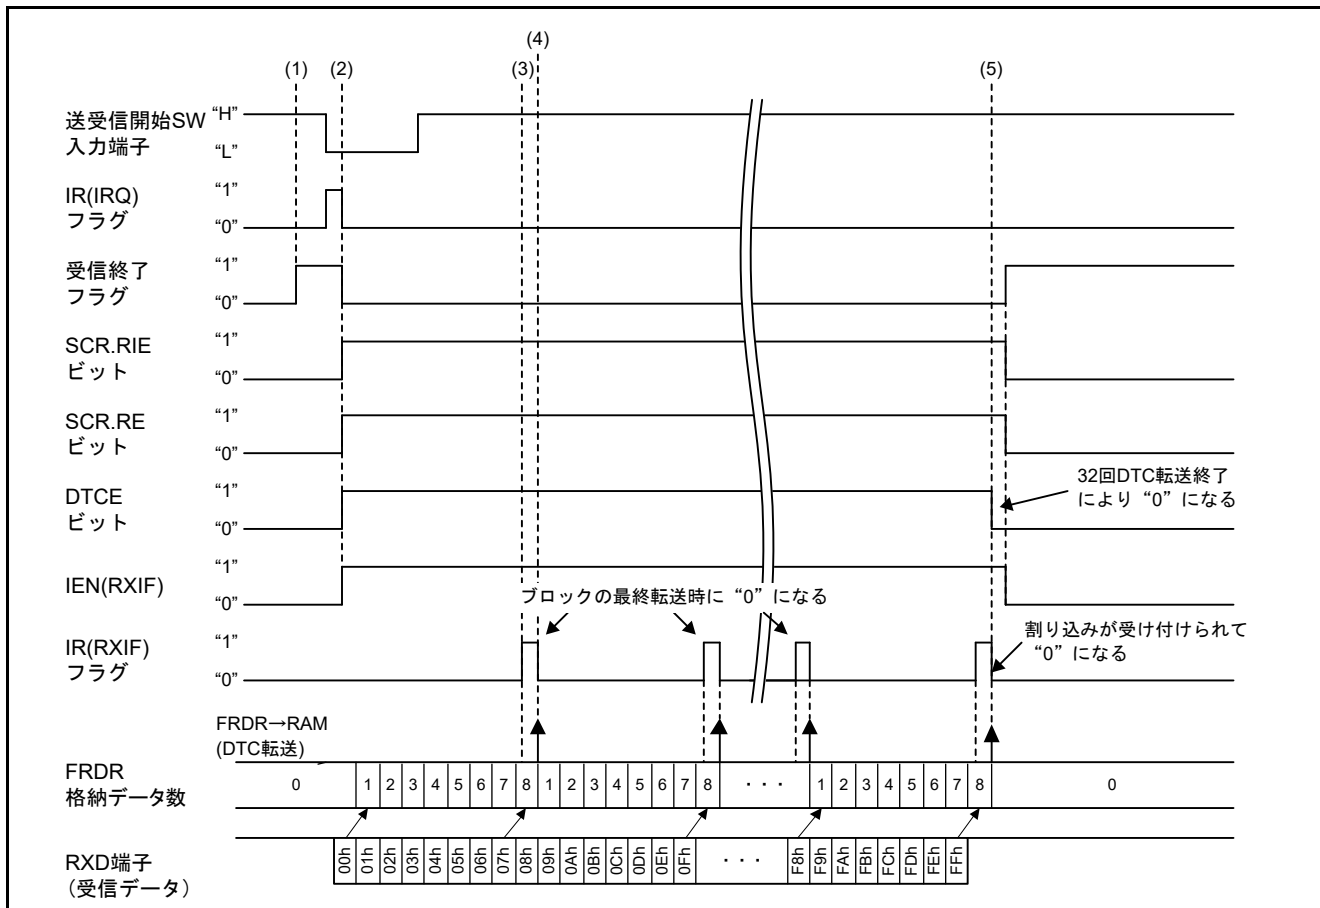 (4)
(1) (2) (3) (5)
送受信開始SW
入力端子
“H”
“L”
IR(IRQ)
フラグ
“1”
“0”
受信終了
フラグ
“1”
“0”
SCR.RIE
ビット
“1”
“0”
SCR.RE
ビット
“1”
“0”
32回DTC転送終了
により“0”になる
DTCE
ビット
“1”
“0”
IEN(RXIF)
“1”
“0”
ブロックの最終転送時に“0”になる
IR(RXIF)
フラグ
“1”
“0”
割り込みが受け付けられて
“0”になる
FRDR→RAM
(DTC転送)
FRDR
格納データ数
0 1 2 3 4 5 6 7 8 1 2 3 4 5 6 7 8 ・・・ 1 2 3 4 5 6 7 8 0
RXD端子
(受信データ)
00h 01h 02h 03h 04h 05h 06h 07h 08h 09h 0Ah 0Bh 0Ch 0Dh 0Eh 0Fh ・・・ F8h F9h FAh FBh FCh FDh FEh FFh